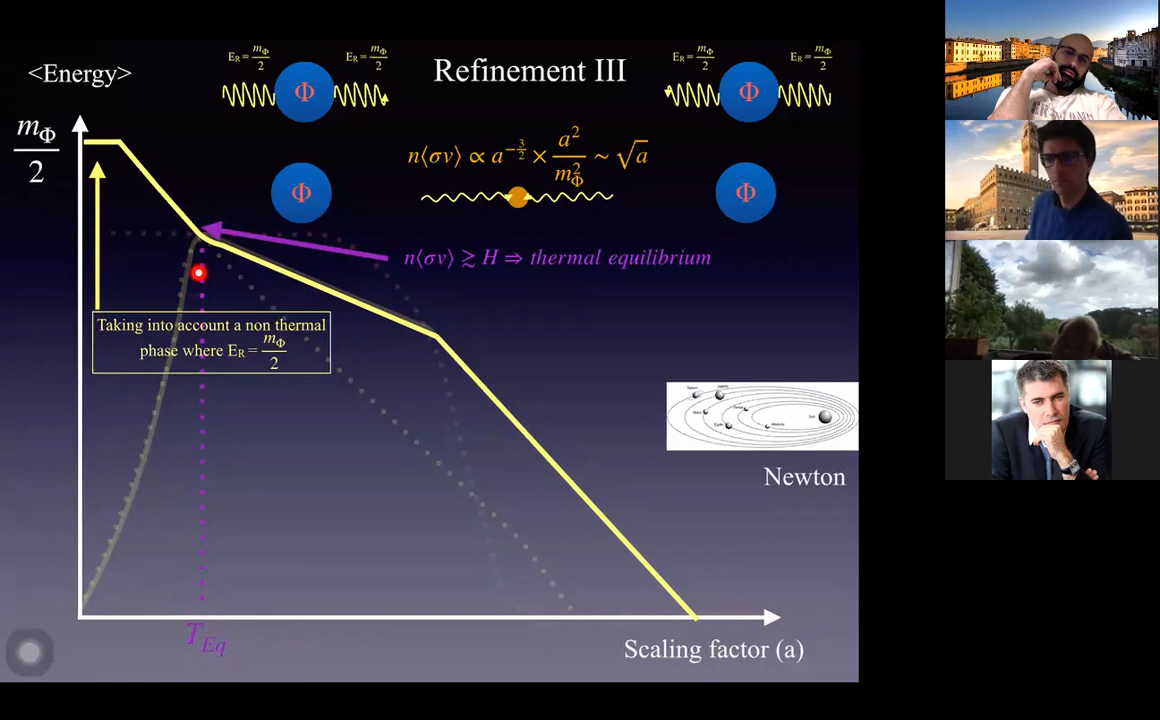 <Energy>
E_R = m_Φ/2
E_R = m_Φ/2
Refinement III
E_R = m_Φ/2
E_R = m_Φ/2
Φ
Φ
m_Φ/2
n⟨σv⟩ ∝ a^{-3/2} × a²/m_Φ² ~ √a
Φ
Φ
n⟨σv⟩ ≳ H ⇒ thermal equilibrium
Taking into account a non thermal
phase where E_R = m_Φ/2
Newton
T_Eq
Scaling factor (a)